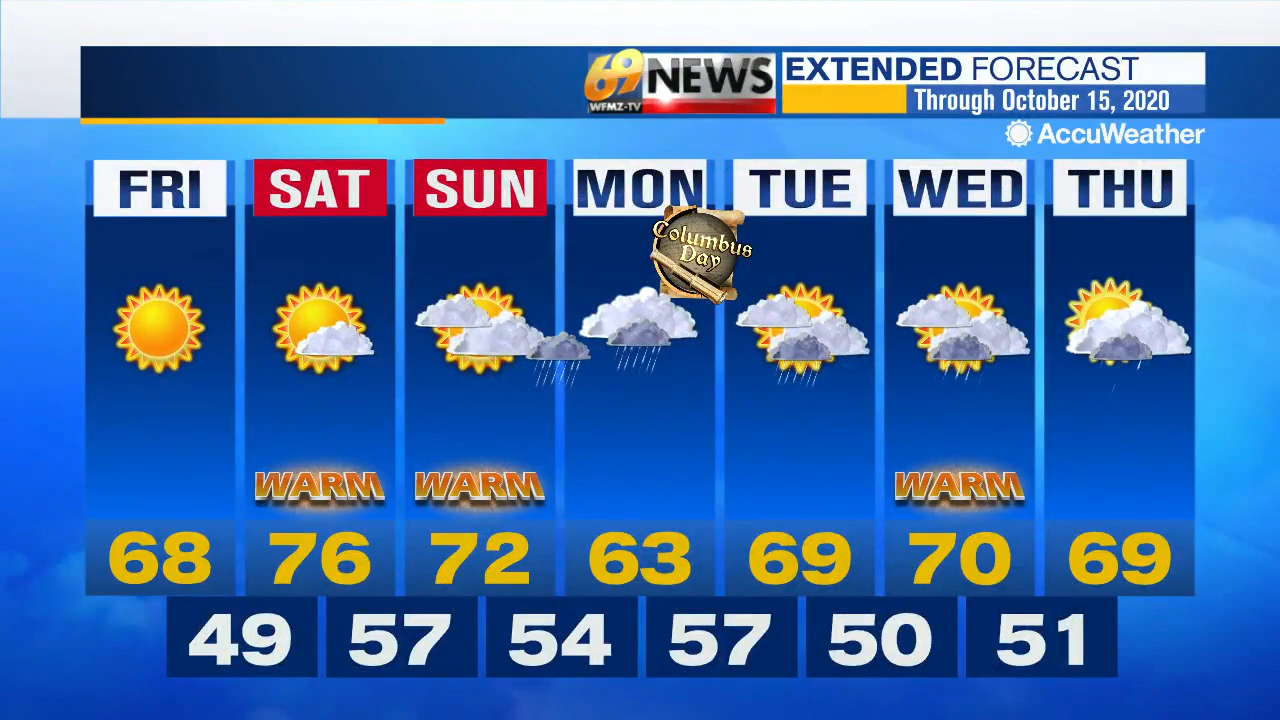 69 NEWS
WFMZ-TV
EXTENDED FORECAST
Through October 15, 2020
AccuWeather
FRI SAT SUN MON TUE WED THU
Columbus
Day
WARM WARM WARM
68 76 72 63 69 70 69
49 57 54 57 50 51